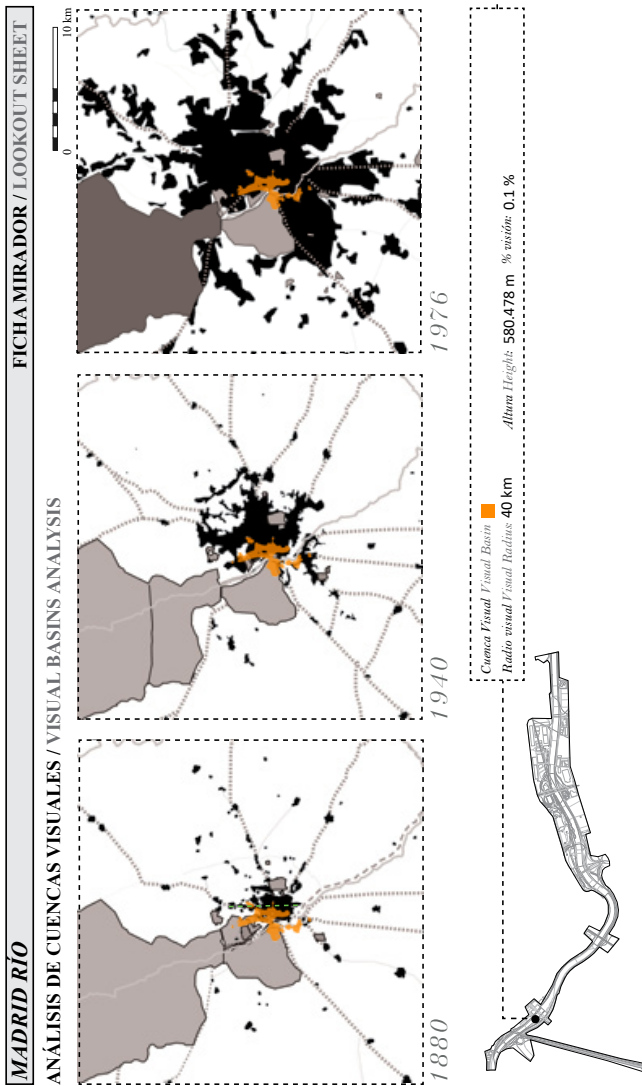 MADRID RÍO FICHA MIRADOR / LOOKOUT SHEET
ANÁLISIS DE CUENCAS VISUALES / VISUAL BASINS ANALYSIS
0 10 km
1880 1940 1976
Cuenca Visual Visual Basin
Radio visual Visual Radius: 40 km Altura Height: 580.478 m % visión: 0.1 %